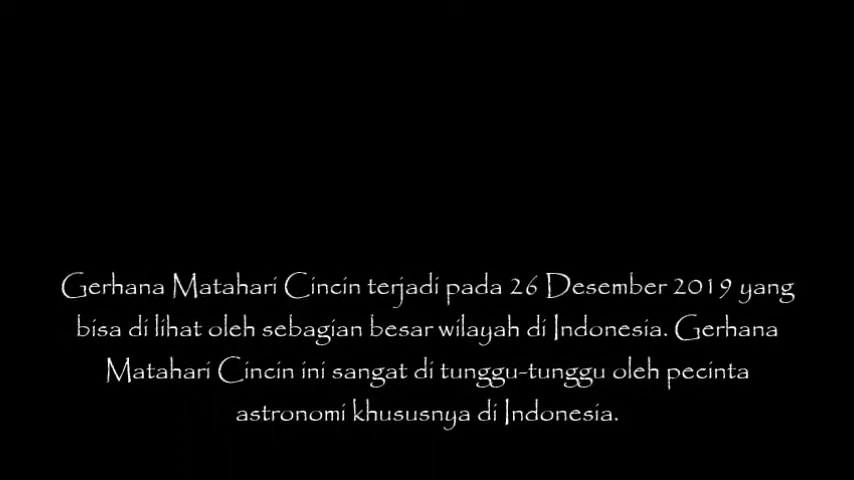 Gerhana Matahari Cincin terjadi pada 26 Desember 2019 yang
bisa di lihat oleh sebagian besar wilayah di Indonesia. Gerhana
Matahari Cincin ini sangat di tunggu-tunggu oleh pecinta
astronomi khususnya di Indonesia.